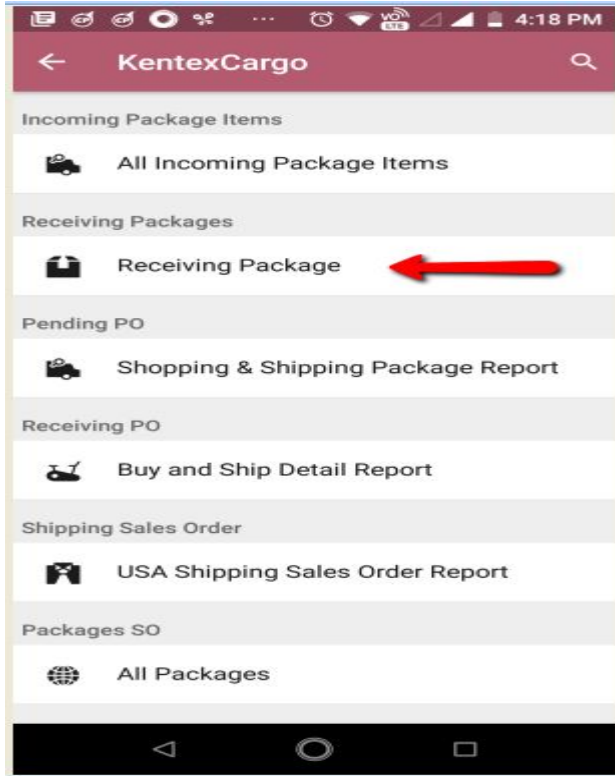 VO))
LTE
4:18 PM
KentexCargo
Incoming Package Items
All Incoming Package Items
Receiving Packages
Receiving Package
Pending PO
Shopping & Shipping Package Report
Receiving PO
Buy and Ship Detail Report
Shipping Sales Order
USA Shipping Sales Order Report
Packages SO
All Packages